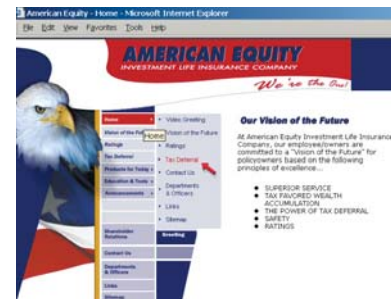 American Equity - Home - Microsoft Internet Explorer
File Edit View Favorites Tools Help
AMERICAN EQUITY
INVESTMENT LIFE INSURANCE COMPANY
We're the One!
Home
Vision of the Fu
Home
Ratings
Tax Deferral
Products for Today
Education & Tools
Announcements
Shareholder
Relations
Contact Us
Departments
& Officers
Links
Sitemap
Video Greeting
Vision of the Future
Ratings
Tax Deferral
Contact Us
Departments
& Officers
Links
Sitemap
Greeting
Our Vision of the Future
At American Equity Investment Life Insurance
Company, our employee/owners are
committed to a "Vision of the Future" for
policyowners based on the following
principles of excellence...
SUPERIOR SERVICE
TAX FAVORED WEALTH
ACCUMULATION
THE POWER OF TAX DEFERRAL
SAFETY
RATINGS